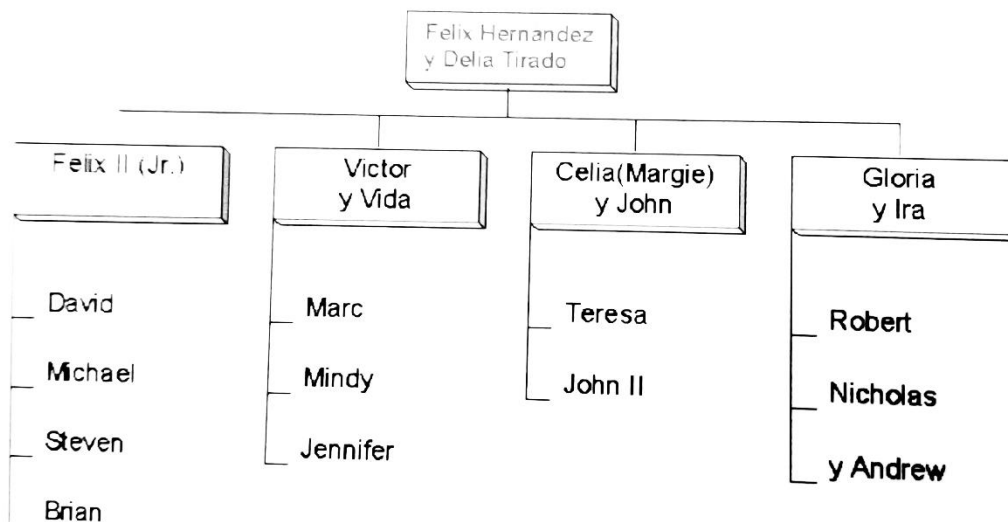 Felix Hernandez
y Delia Tirado
Felix II (Jr.)
David
Michael
Steven
Brian
Victor
y Vida
Marc
Mindy
Jennifer
Celia(Margie)
y John
Teresa
John II
Gloria
y Ira
Robert
Nicholas
y Andrew